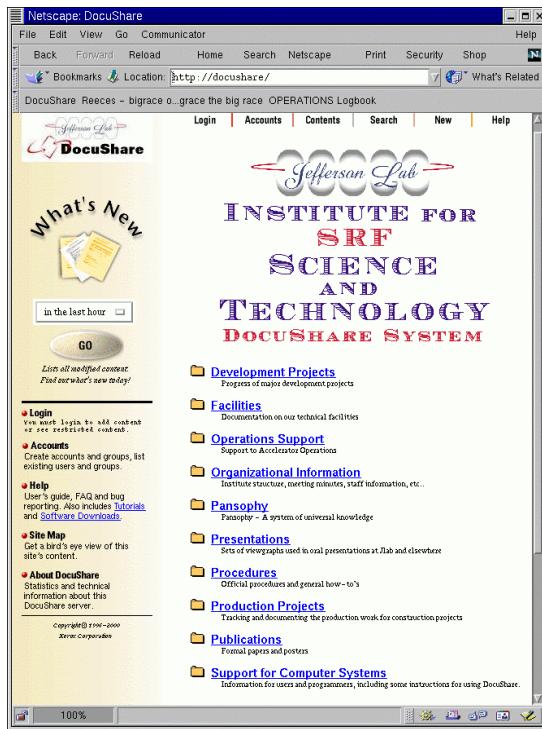 Netscape: DocuShare
File Edit View Go Communicator Help
Back Forward Reload Home Search Netscape Print Security Shop N
Bookmarks Location: http://docushare/ What's Related
DocuShare Reeces - bigrace o...grace the big race OPERATIONS Logbook
Login Accounts Contents Search New Help
Jefferson Lab
DocuShare
What's New
in the last hour
GO
Lists all modified content
Find out what's new today!
Login
You must login to add content
or see restricted content.
Accounts
Create accounts and groups, list
existing users and groups.
Help
User's guide, FAQ and bug
reporting. Also includes Tutorials
and Software Downloads.
Site Map
Get a bird's eye view of this
site's content.
About DocuShare
Statistics and technical
information about this
DocuShare server.
Copyright© 1996-2000
Xerox Corporation
Jefferson Lab
INSTITUTE FOR
SRF
SCIENCE
AND
TECHNOLOGY
DOCUSHARE SYSTEM
Development Projects
Progress of major development projects
Facilities
Documentation on our technical facilities
Operations Support
Support to Accelerator Operations
Organizational Information
Institute structure, meeting minutes, staff information, etc..
Pansophy
Pansophy - A system of universal knowledge
Presentations
Sets of viewgraphs used in oral presentations at Jlab and elsewhere
Procedures
Official procedures and general how-to's
Production Projects
Tracking and documenting the production work for construction projects
Publications
Formal papers and posters
Support for Computer Systems
Information for users and programmers, including some instructions for using DocuShare.
100%